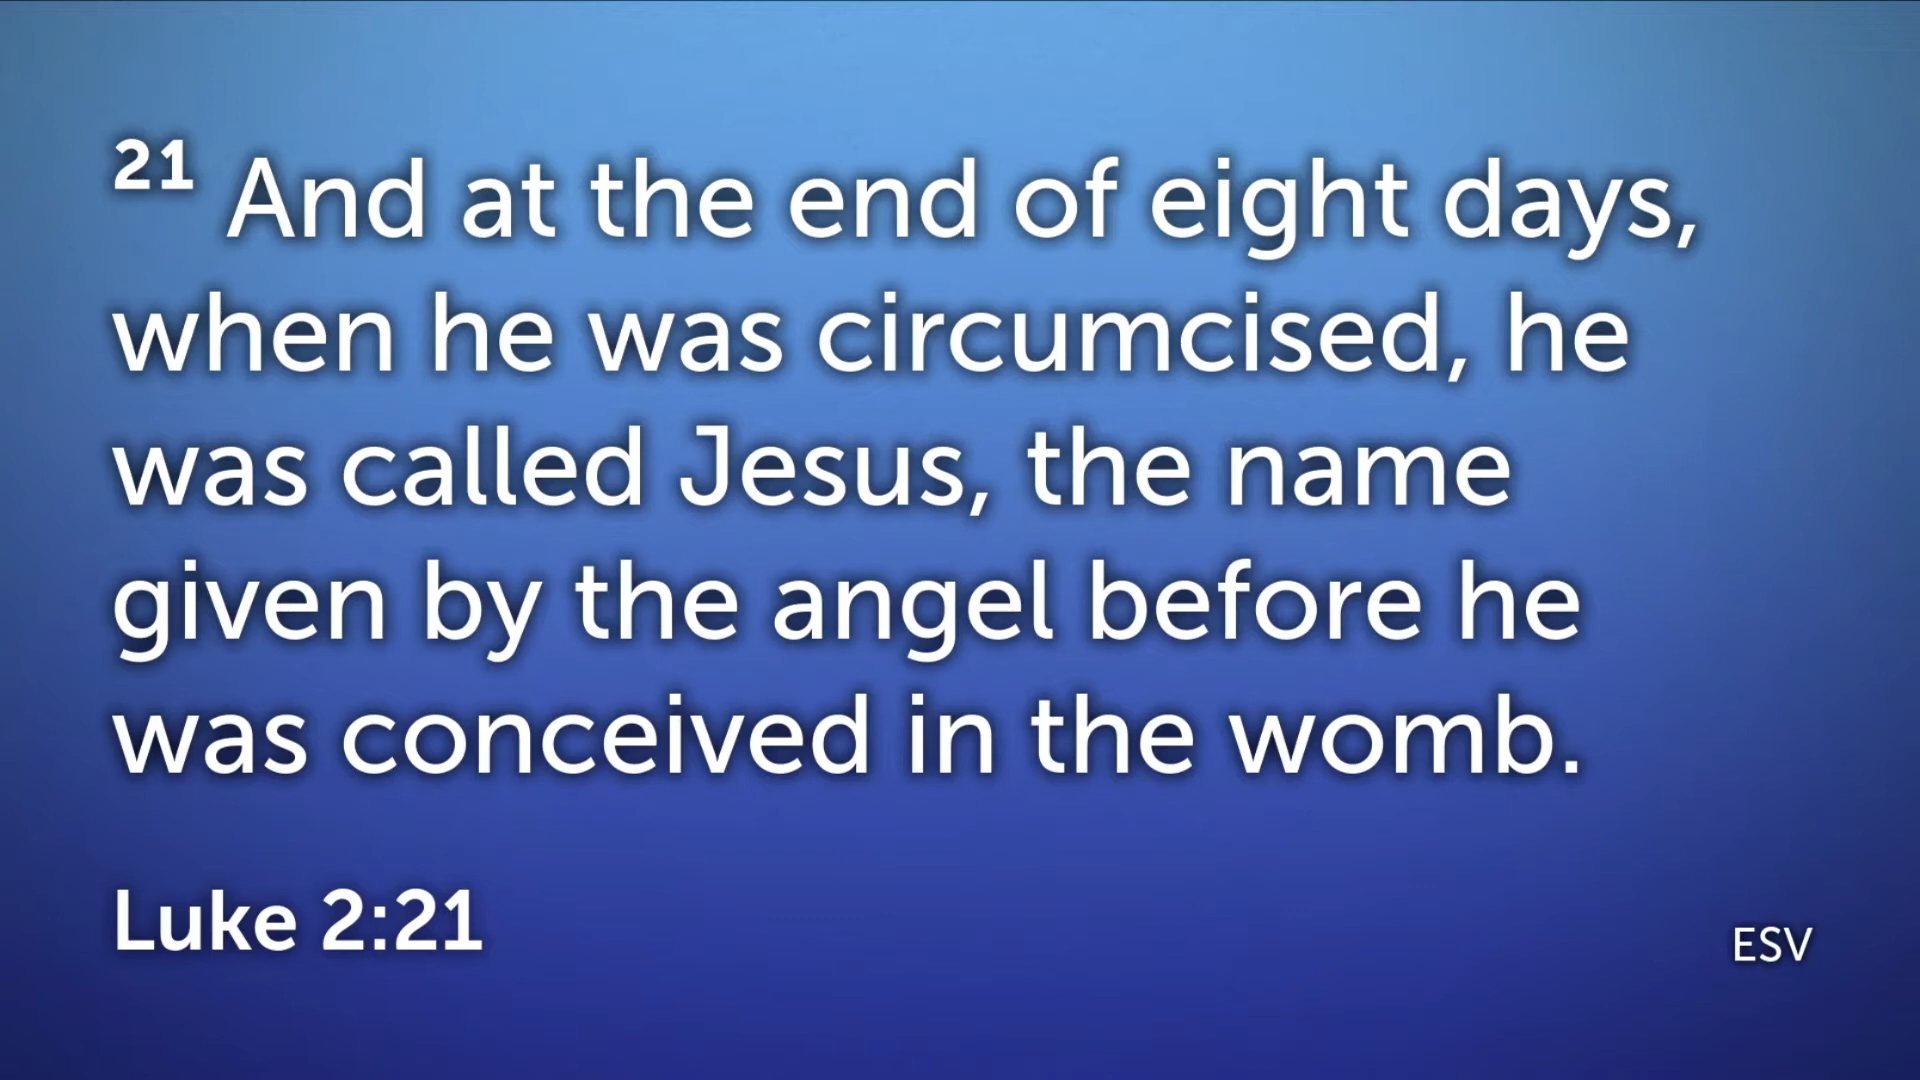 21 And at the end of eight days,
when he was circumcised, he
was called Jesus, the name
given by the angel before he
was conceived in the womb.
Luke 2:21
ESV